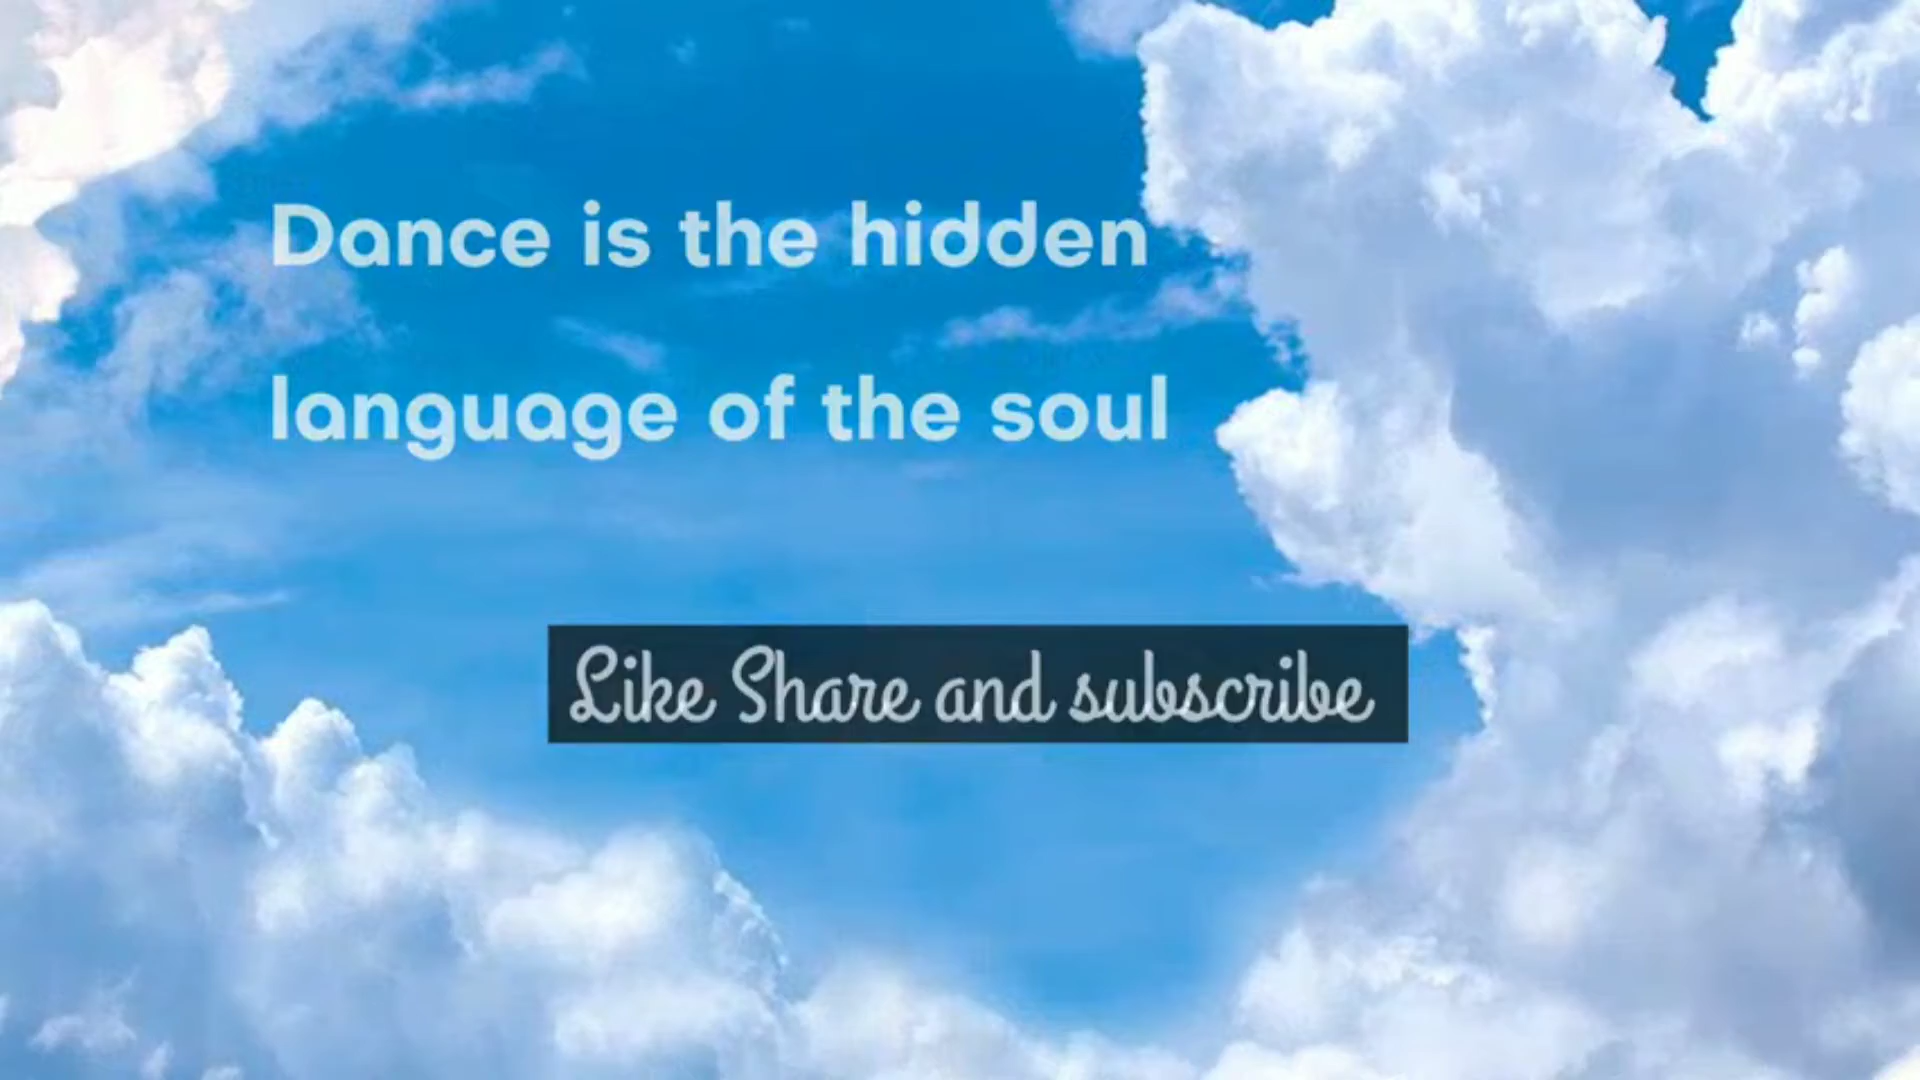 Dance is the hidden
language of the soul
Like Share and subscribe